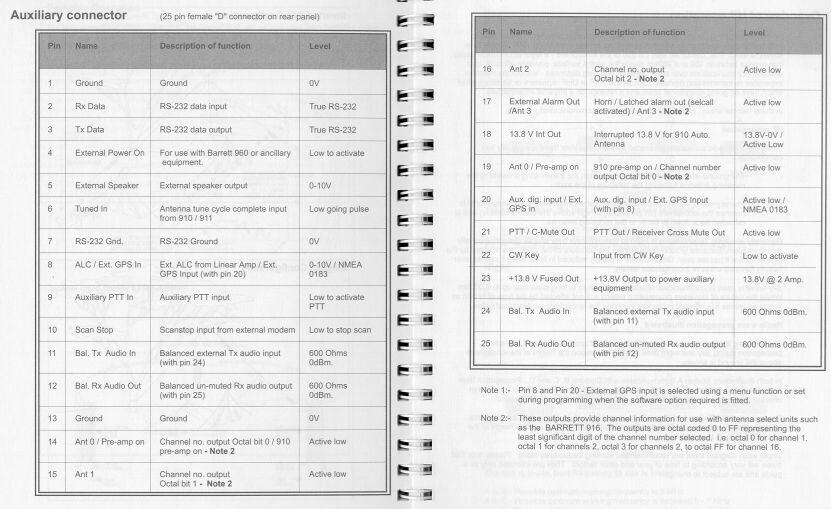 Auxiliary connector (25 pin female "D" connector on rear panel)
Pin Name Description of function Level
1 Ground Ground 0V
2 Rx Data RS-232 data input True RS-232
3 Tx Data RS-232 data output True RS-232
4 External Power On For use with Barrett 960 or ancillary Low to activate
equipment.
5 External Speaker External speaker output 0-10V
6 Tuned In Antenna tune cycle complete input Low going pulse
from 910 / 911
7 RS-232 Gnd. RS-232 Ground 0V
8 ALC / Ext. GPS In Ext. ALC from Linear Amp / Ext. 0-10V / NMEA
GPS Input (with pin 20) 0183
9 Auxiliary PTT In Auxiliary PTT input Low to activate
PTT
10 Scan Stop Scanstop input from external modem Low to stop scan
11 Bal. Tx Audio In Balanced external Tx audio input 600 Ohms
(with pin 24) 0dBm.
12 Bal. Rx Audio Out Balanced un-muted Rx audio output 600 Ohms
(with pin 25) 0dBm.
13 Ground Ground 0V
14 Ant 0 / Pre-amp on Channel no. output Octal bit 0 / 910 Active low
pre-amp on - Note 2
15 Ant 1 Channel no. output Active low
Octal bit 1 - Note 2
Pin Name Description of function Level
16 Ant 2 Channel no. output Active low
Octal bit 2 - Note 2
17 External Alarm Out Horn / Latched alarm out (selcall Active low
/Ant 3 activated) / Ant 3 - Note 2
18 13.8 V Int Out Interrupted 13.8 V for 910 Auto. 13.8V-0V /
Antenna Active Low
19 Ant 0 / Pre-amp on 910 pre-amp on / Channel number Active low
output Octal bit 0 - Note 2
20 Aux. dig. input / Ext. Aux. dig. input / Ext. GPS Input Active low /
GPS in (with pin 8) NMEA 0183
21 PTT / C-Mute Out PTT Out / Receiver Cross Mute Out Active low
22 CW Key Input from CW Key Low to activate
23 +13.8 V Fused Out +13.8V Output to power auxiliary 13.8V @ 2 Amp.
equipment
24 Bal. Tx Audio In Balanced external Tx audio input 600 Ohms 0dBm.
(with pin 11)
25 Bal. Rx Audio Out Balanced un-muted Rx audio output 600 Ohms 0dBm.
(with pin 12)
Note 1:- Pin 8 and Pin 20 - External GPS input is selected using a menu function or set
during programming when the software option required is fitted.
Note 2:- These outputs provide channel information for use with antenna select units such
as the BARRETT 916. The outputs are octal coded 0 to FF representing the
least significant digit of the channel number selected. i.e. octal 0 for channel 1,
octal 1 for channels 2, octal 3 for channels 2, to octal FF for channel 16.